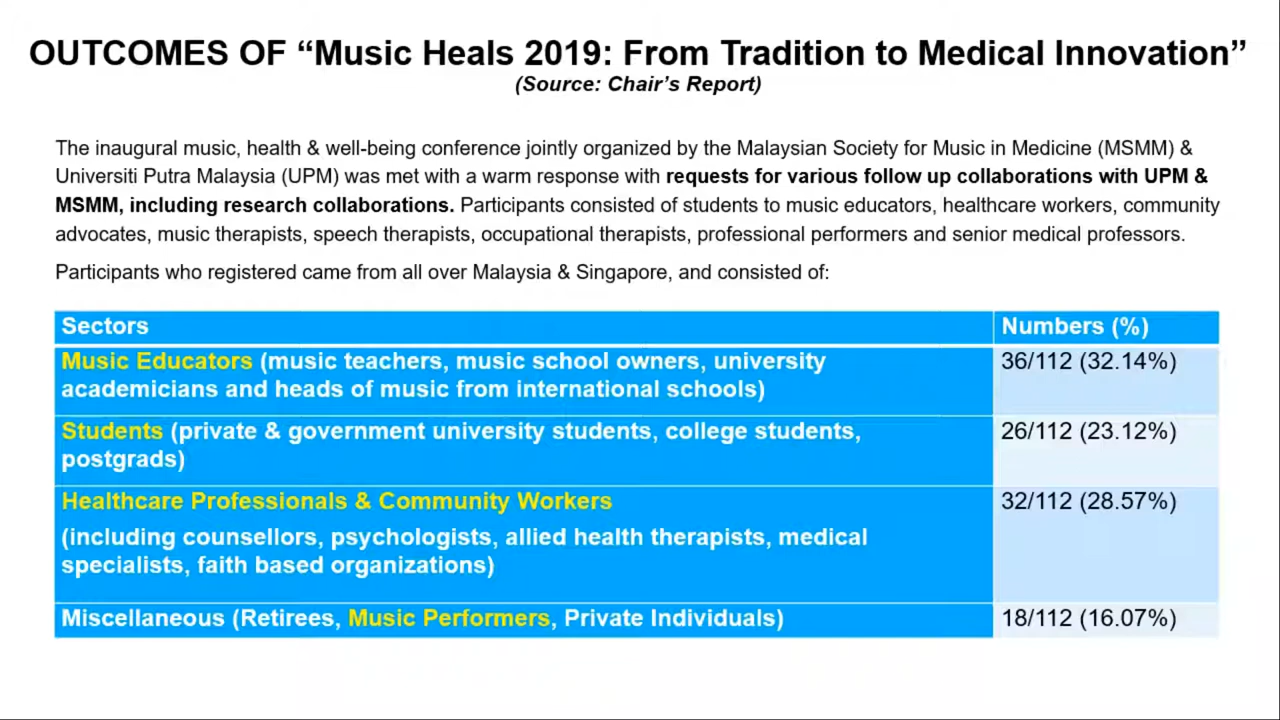 OUTCOMES OF “Music Heals 2019: From Tradition to Medical Innovation”
(Source: Chair’s Report)
The inaugural music, health & well-being conference jointly organized by the Malaysian Society for Music in Medicine (MSMM) &
Universiti Putra Malaysia (UPM) was met with a warm response with requests for various follow up collaborations with UPM &
MSMM, including research collaborations. Participants consisted of students to music educators, healthcare workers, community
advocates, music therapists, speech therapists, occupational therapists, professional performers and senior medical professors.
Participants who registered came from all over Malaysia & Singapore, and consisted of:
Sectors Numbers (%)
Music Educators (music teachers, music school owners, university 36/112 (32.14%)
academicians and heads of music from international schools)
Students (private & government university students, college students, 26/112 (23.12%)
postgrads)
Healthcare Professionals & Community Workers 32/112 (28.57%)
(including counsellors, psychologists, allied health therapists, medical
specialists, faith based organizations)
Miscellaneous (Retirees, Music Performers, Private Individuals) 18/112 (16.07%)